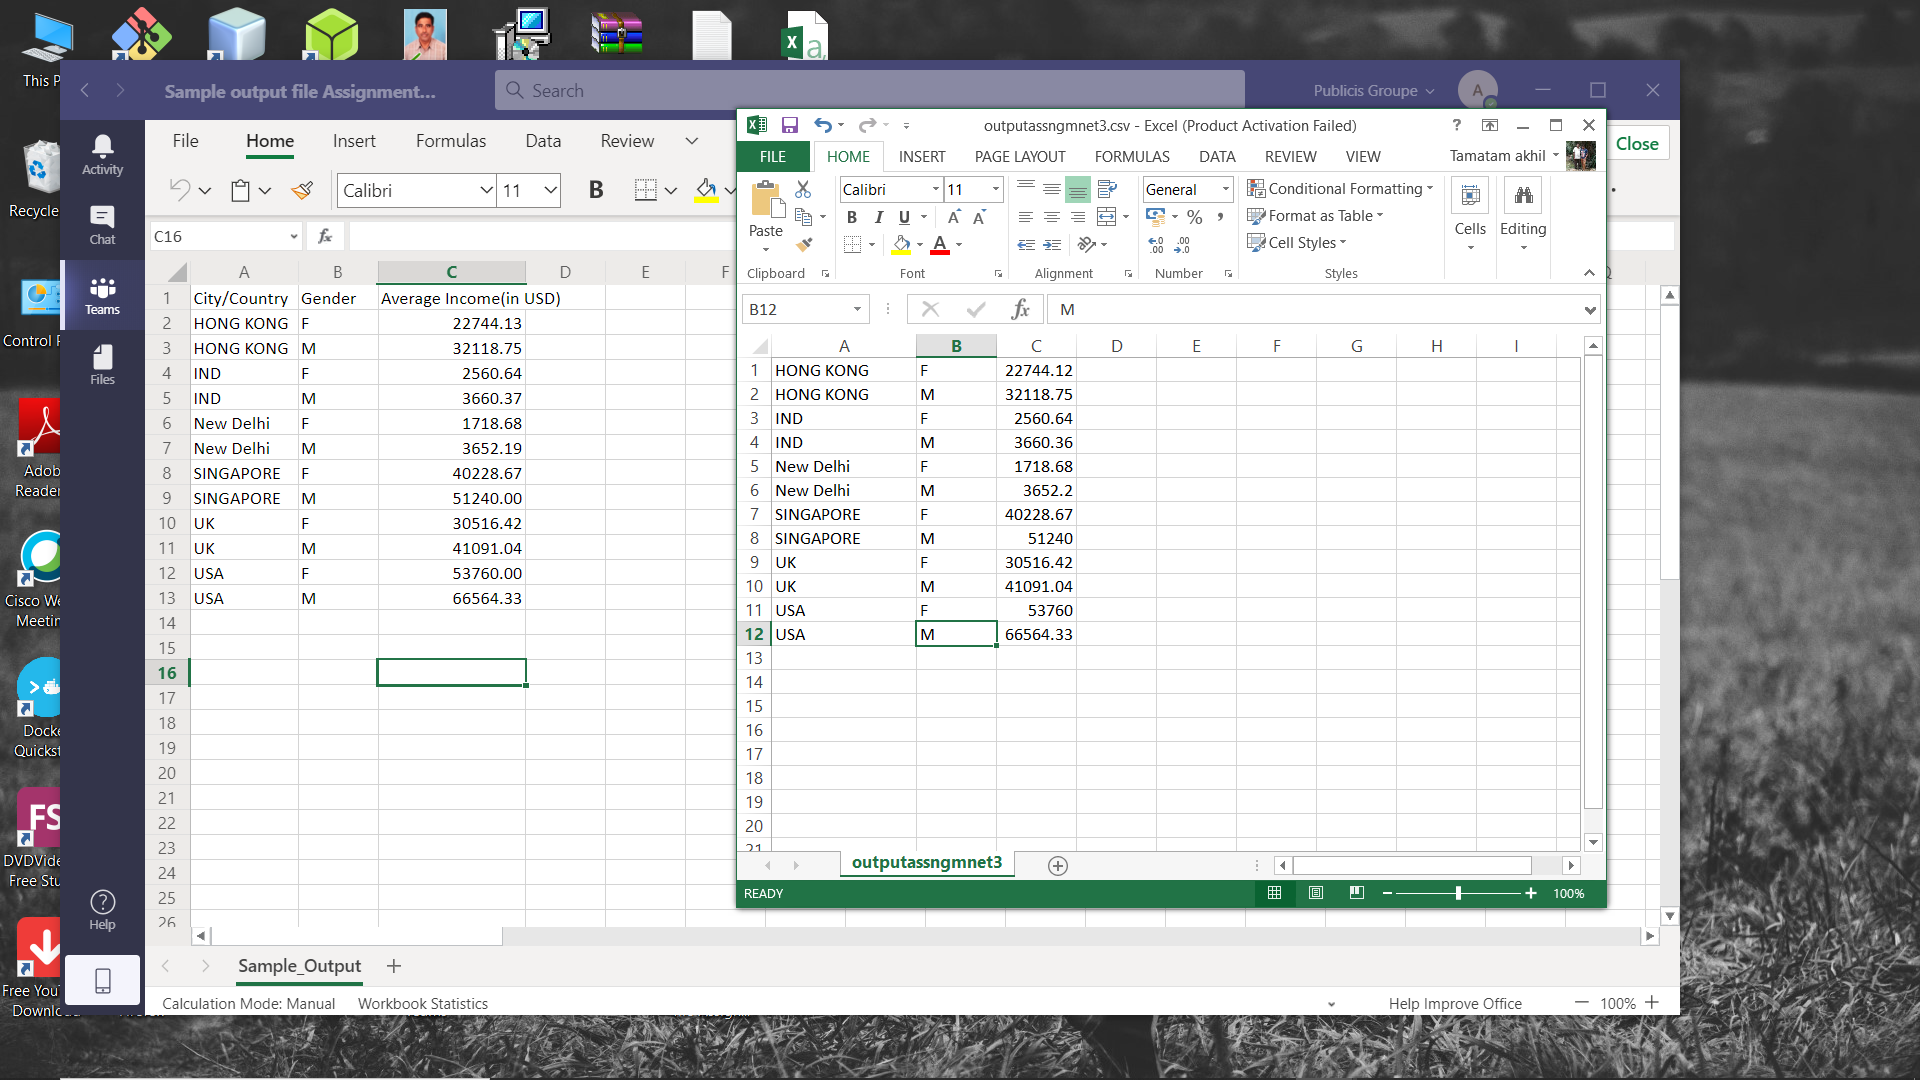 This P
Recycle
Control P
Adob
Reader
Cisco We
Meetin
Docke
Quickst
DVDVide
Free Stu
Free You
Downloa
Sample output file Assignment...
Search
Publicis Groupe
A
Activity
Chat
Teams
Files
Help
File Home Insert Formulas Data Review
Close
Calibri 11 B
C16 fx
A B C D E F
1 City/Country Gender Average Income(in USD)
2 HONG KONG F 22744.13
3 HONG KONG M 32118.75
4 IND F 2560.64
5 IND M 3660.37
6 New Delhi F 1718.68
7 New Delhi M 3652.19
8 SINGAPORE F 40228.67
9 SINGAPORE M 51240.00
10 UK F 30516.42
11 UK M 41091.04
12 USA F 53760.00
13 USA M 66564.33
14
15
16
17
18
19
20
21
22
23
24
25
26
Sample_Output
Calculation Mode: Manual Workbook Statistics
Help Improve Office
100%
outputassngmnet3.csv - Excel (Product Activation Failed)
FILE HOME INSERT PAGE LAYOUT FORMULAS DATA REVIEW VIEW
Tamatam akhil
Paste
Calibri 11
B I U A A
A
General
% ,
Conditional Formatting
Format as Table
Cell Styles
Cells
Editing
Clipboard Font Alignment Number Styles
B12 fx M
A B C D E F G H I
1 HONG KONG F 22744.12
2 HONG KONG M 32118.75
3 IND F 2560.64
4 IND M 3660.36
5 New Delhi F 1718.68
6 New Delhi M 3652.2
7 SINGAPORE F 40228.67
8 SINGAPORE M 51240
9 UK F 30516.42
10 UK M 41091.04
11 USA F 53760
12 USA M 66564.33
13
14
15
16
17
18
19
20
21
outputassngmnet3
READY
100%